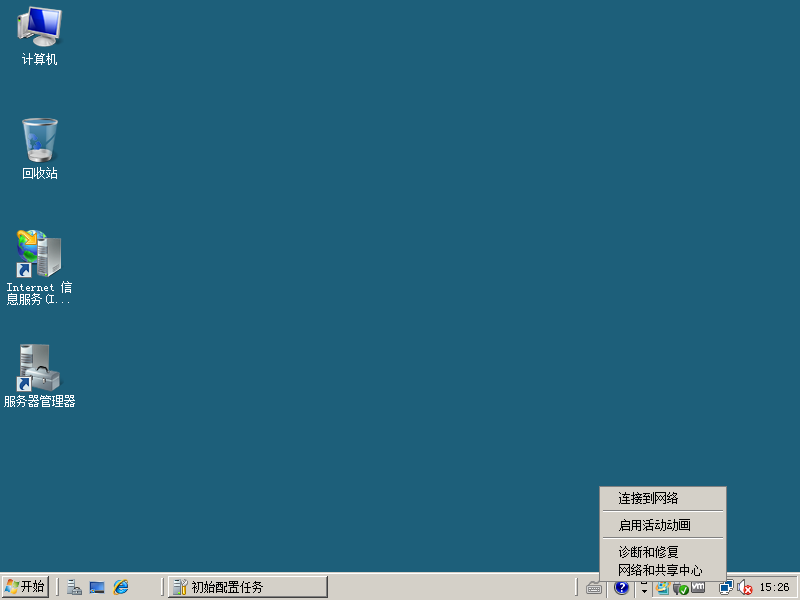 计算机
回收站
Internet 信
息服务(I...
服务器管理器
连接到网络
启用活动动画
诊断和修复
网络和共享中心
开始
初始配置任务
15:26